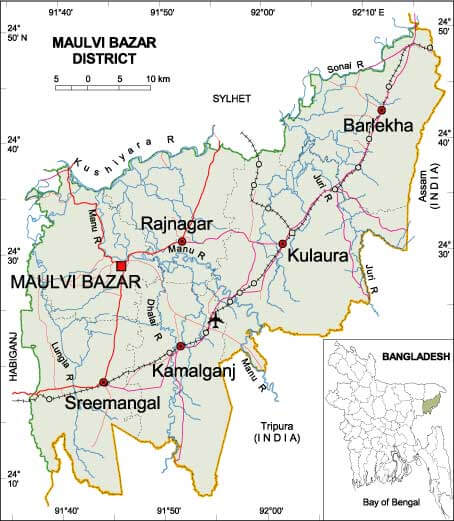 91°40'
91°50'
92°00'
92°10' E
24°
50' N
24°
50'
MAULVI BAZAR
DISTRICT
5 0 5 10 km
Sonai R
SYLHET
Barlekha
24°
40'
24°
40'
Kushiyara R
Juri R
Assam
(INDIA)
Manu R
Rajnagar
Manu R
Kulaura
24°
30'
24°
30'
MAULVI BAZAR
Juri R
Dhalai R
HABIGANJ
Lungla R
Kamalganj
Manu R
Sreemangal
Tripura
(INDIA)
BANGLADESH
24°
20'
24°
10'
Bay of Bengal
91°40'
91°50'
92°00'